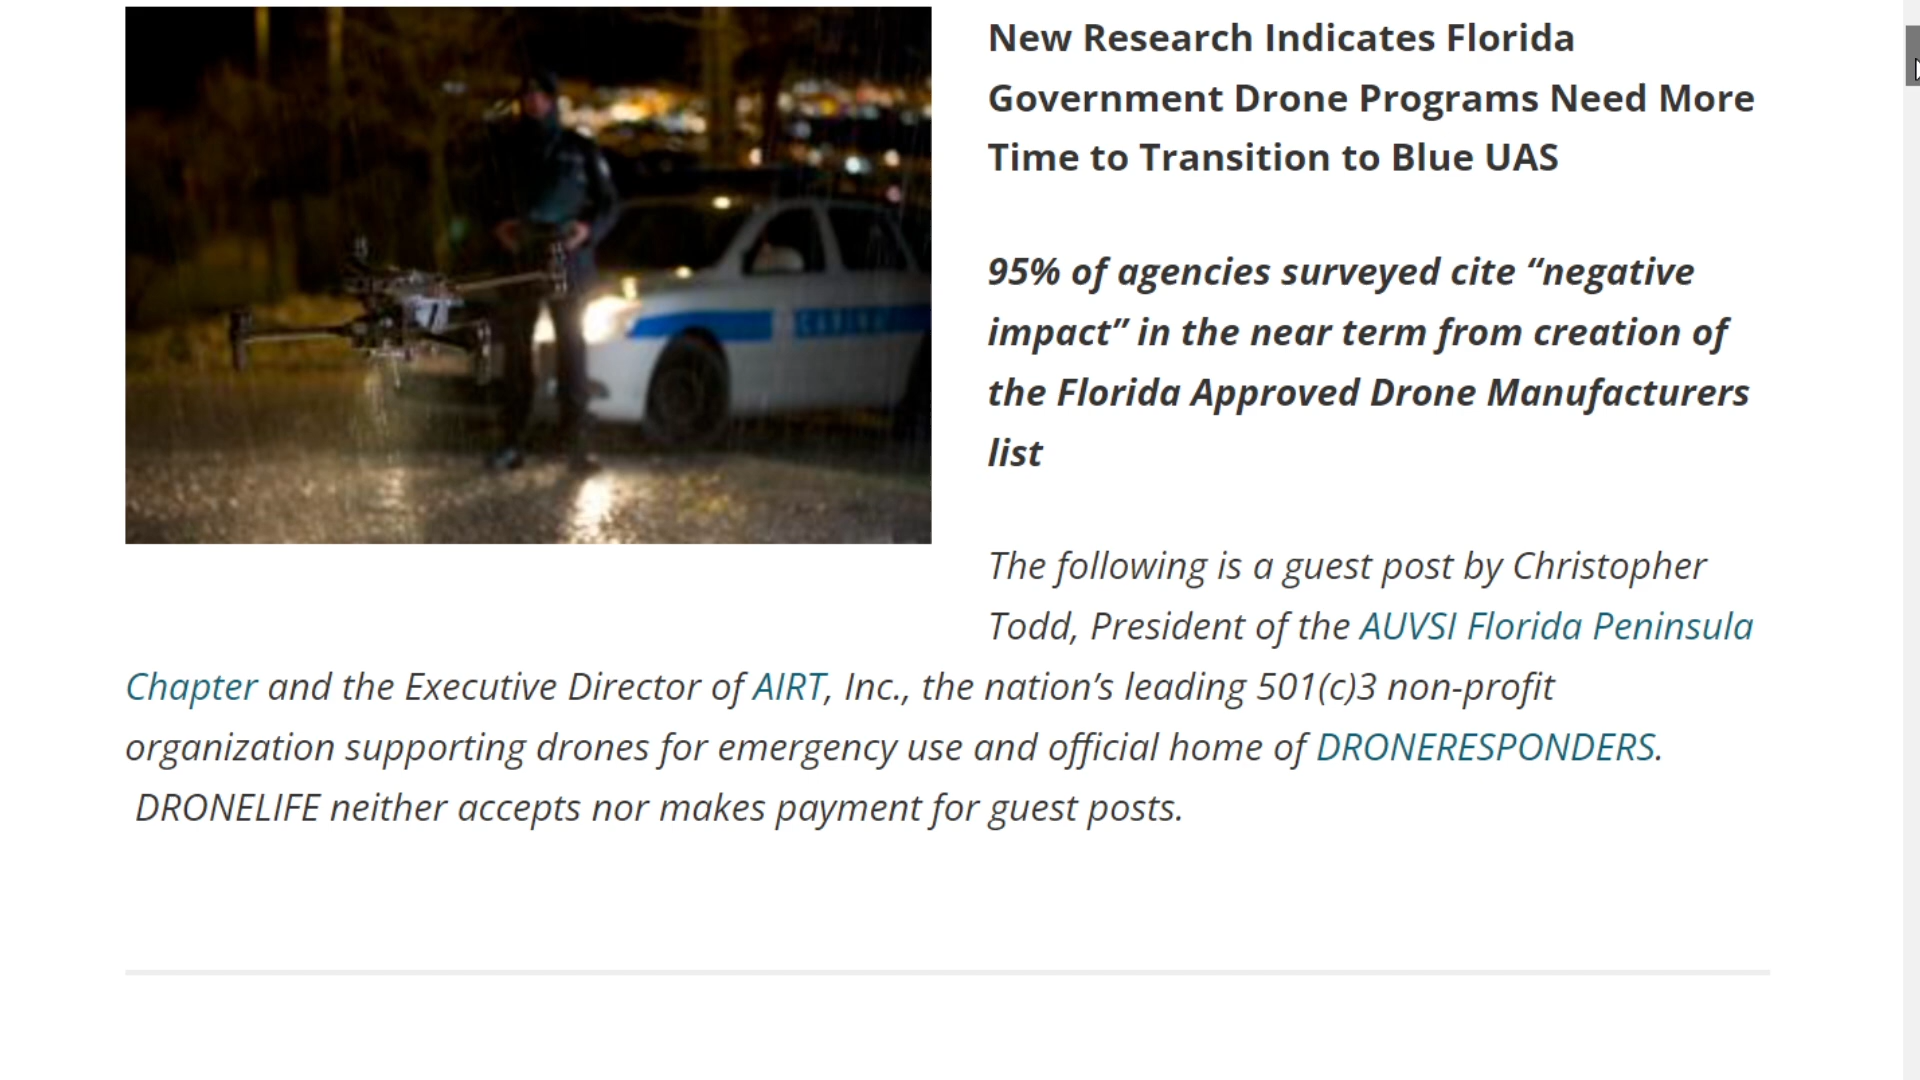 New Research Indicates Florida
Government Drone Programs Need More
Time to Transition to Blue UAS
95% of agencies surveyed cite “negative
impact” in the near term from creation of
the Florida Approved Drone Manufacturers
list
The following is a guest post by Christopher
Todd, President of the AUVSI Florida Peninsula
Chapter and the Executive Director of AIRT, Inc., the nation’s leading 501(c)3 non-profit
organization supporting drones for emergency use and official home of DRONERESPONDERS.
DRONELIFE neither accepts nor makes payment for guest posts.